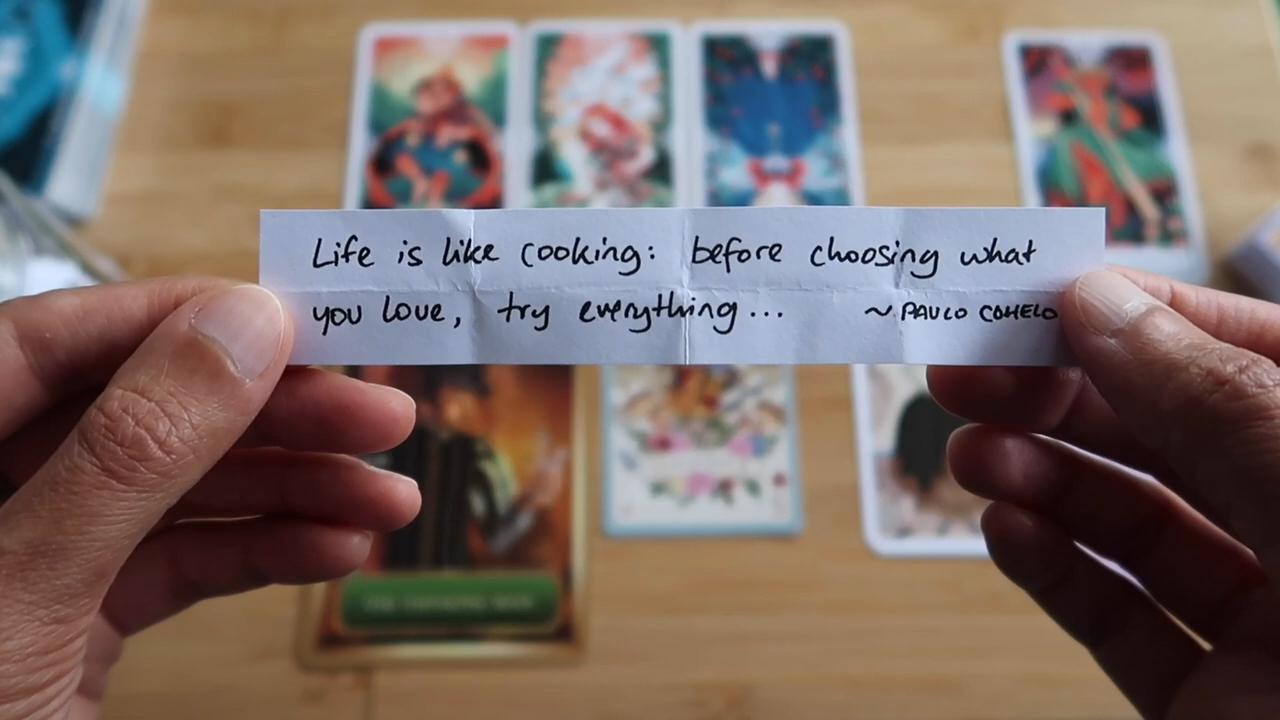 Life is like cooking: before choosing what
you love, try everything... ~ PAULO COHELO